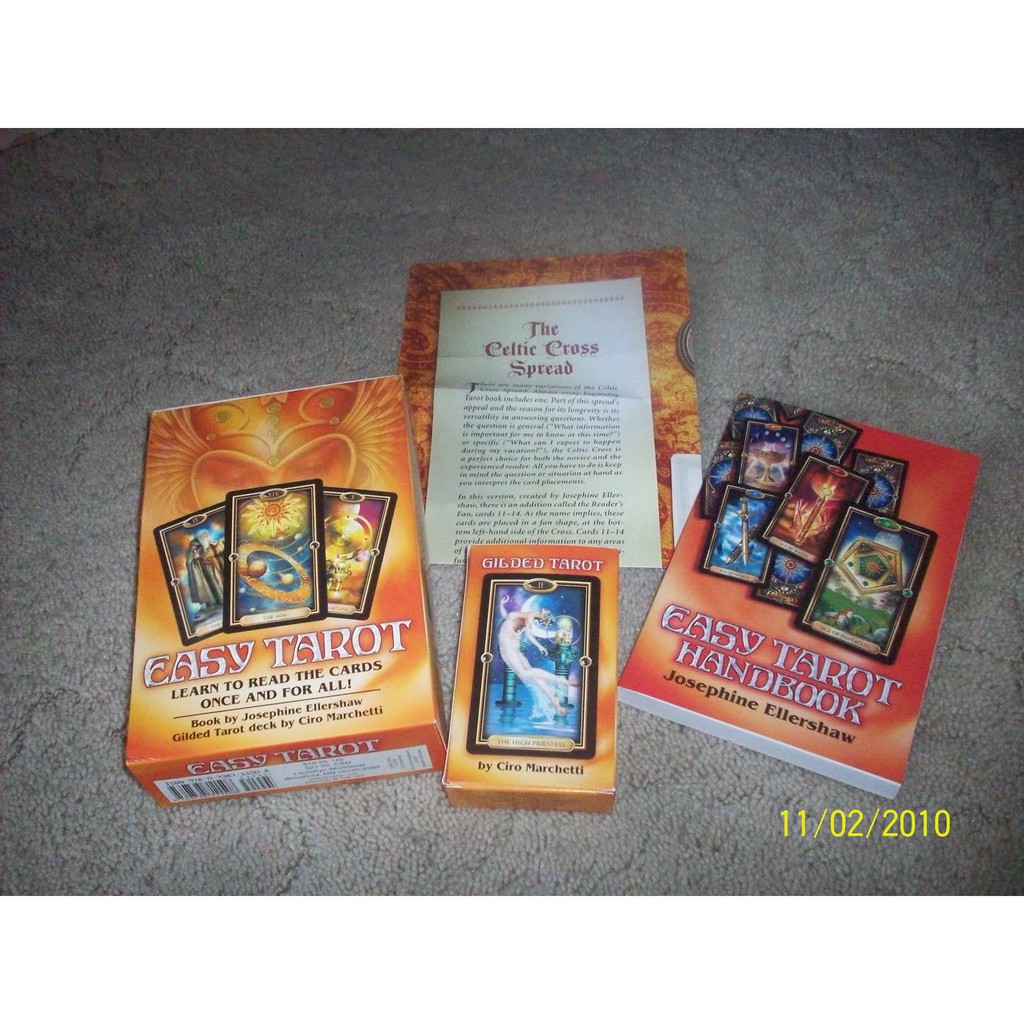 The
Celtic Cross
Spread
There are many variations of the Celtic
Cross Spread. Almost every beginning
Tarot book includes one. Part of this spread's
appeal and the reason for its longevity is its
versatility in answering questions. Whether
the question is general ("What information
is important for me to know at this time?")
or specific ("What can I expect to happen
during my vacation?"), the Celtic Cross is
a perfect choice for both the novice and the
experienced reader. All you have to do is keep
in mind the question or situation at hand as
you interpret the card placements.
In this version, created by Josephine Eller-
shaw, there is an addition called the Reader's
Fan, cards 11–14. As the name implies, these
cards are placed in a fan shape, at the bot-
tom left-hand side of the Cross. Cards 11–14
provide additional information to any areas
of
THE SUN
EASY TAROT
LEARN TO READ THE CARDS
ONCE AND FOR ALL!
Book by Josephine Ellershaw
Gilded Tarot deck by Ciro Marchetti
EASY TAROT
GILDED TAROT
II
THE HIGH PRIESTESS
by Ciro Marchetti
ACE OF PENTACLES
EASY TAROT
HANDBOOK
Josephine Ellershaw
11/02/2010